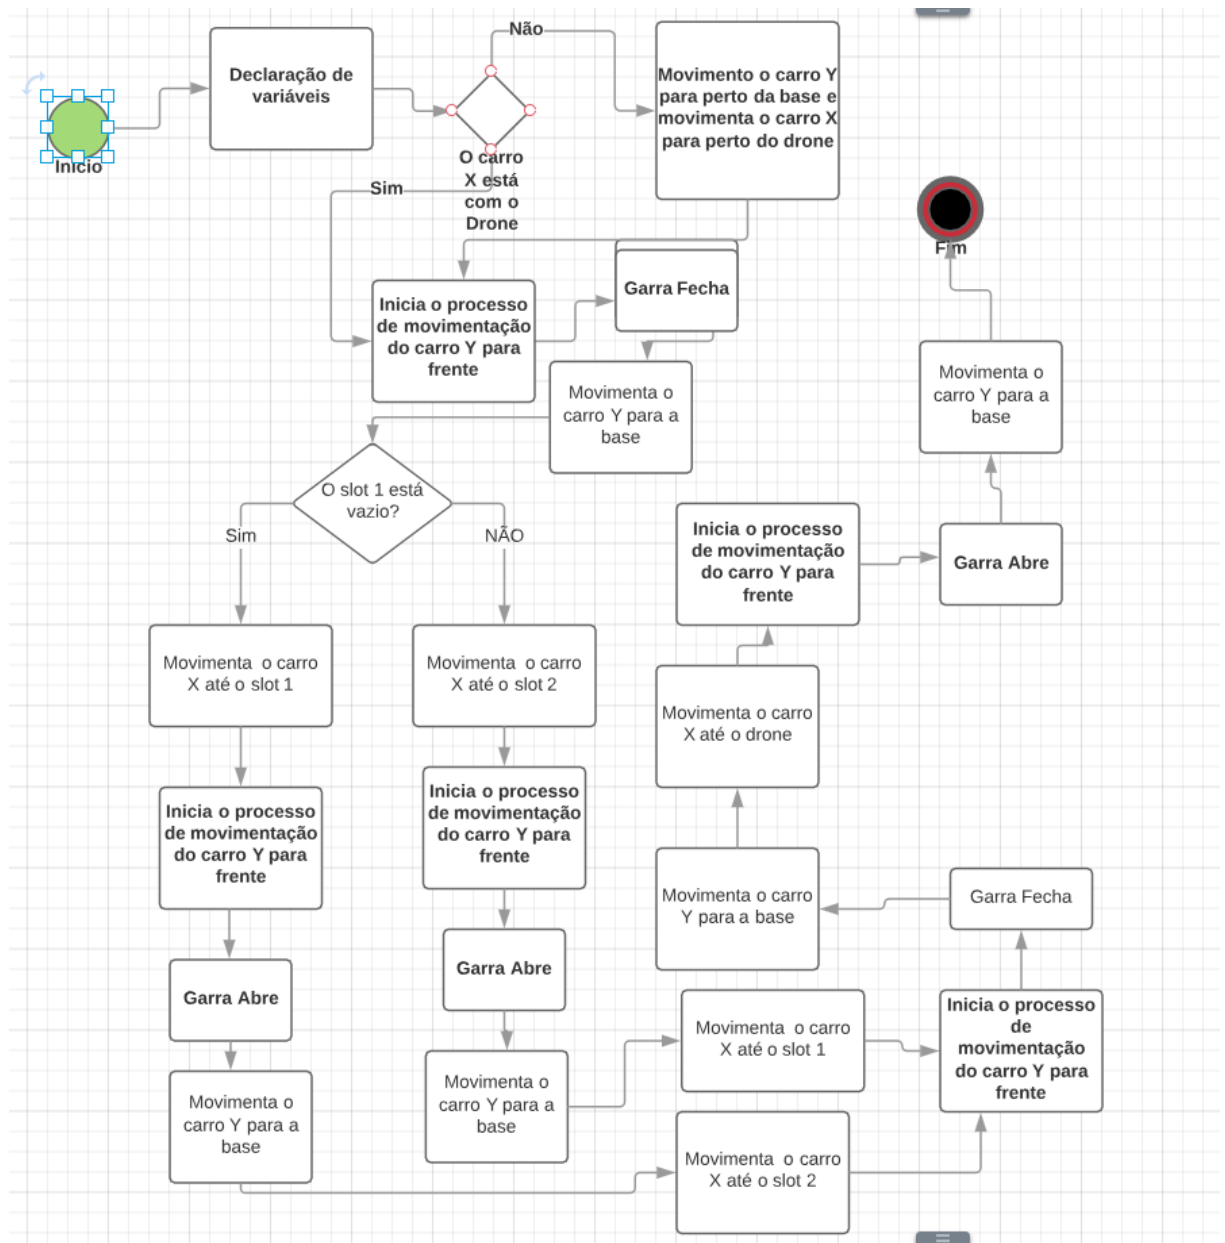 Início
Declaração de
variáveis
Não
O carro
X está
com o
Drone
Sim
Movimento o carro Y
para perto da base e
movimenta o carro X
para perto do drone
Inicia o processo
de movimentação
do carro Y para
frente
Garra Fecha
Movimenta o
carro Y para a
base
O slot 1 está
vazio?
Sim
NÃO
Movimenta o carro
X até o slot 1
Inicia o processo
de movimentação
do carro Y para
frente
Garra Abre
Movimenta o
carro Y para a
base
Movimenta o carro
X até o slot 2
Inicia o processo
de movimentação
do carro Y para
frente
Garra Abre
Movimenta o
carro Y para a
base
Movimenta o carro
X até o slot 1
Movimenta o carro
X até o slot 2
Inicia o processo
de
movimentação
do carro Y para
frente
Garra Fecha
Movimenta o carro
Y para a base
Movimenta o carro
X até o drone
Inicia o processo
de movimentação
do carro Y para
frente
Garra Abre
Movimenta o
carro Y para a
base
Fim